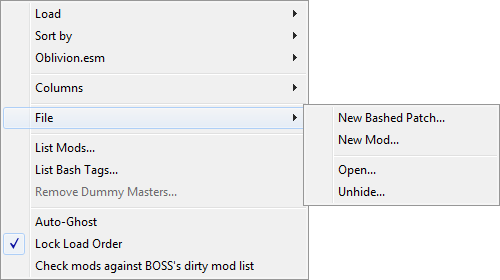 Load
Sort by
Oblivion.esm
Columns
File
New Bashed Patch...
New Mod...
Open...
Unhide...
List Mods...
List Bash Tags...
Remove Dummy Masters...
Auto-Ghost
Lock Load Order
Check mods against BOSS's dirty mod list